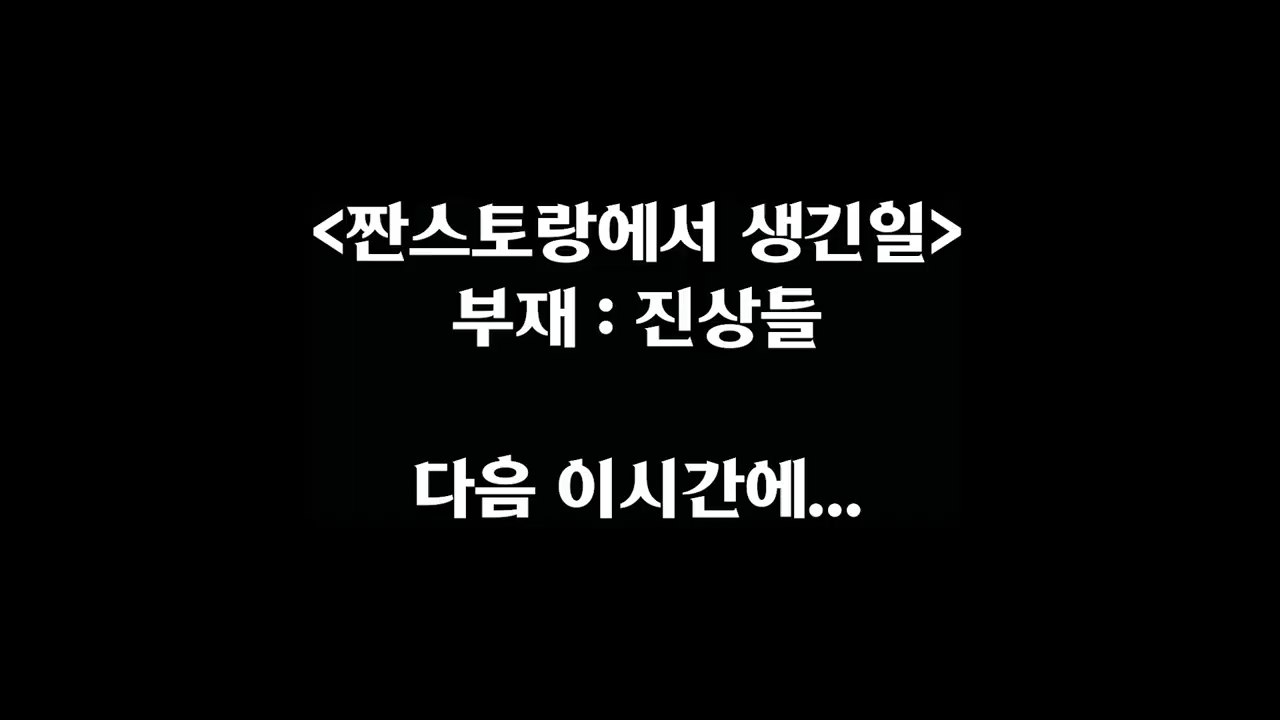 <짠스토랑에서 생긴일>
부재 : 진상들
다음 이시간에...